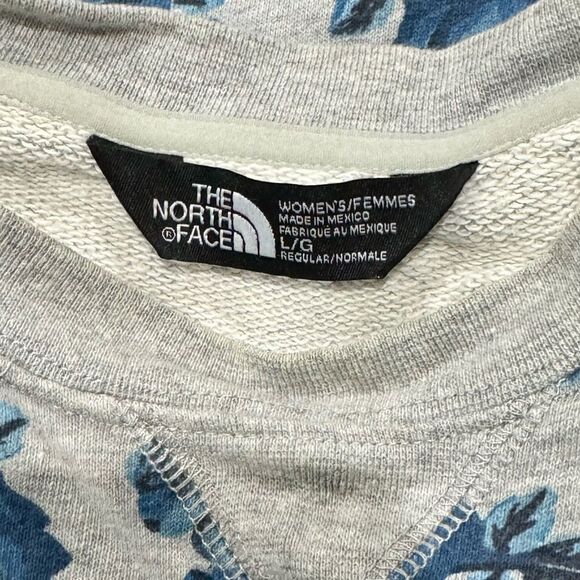 THE
NORTH
FACE®
WOMEN'S/FEMMES
MADE IN MEXICO
FABRIQUÉ AU MEXIQUE
L/G
REGULAR/NORMALE